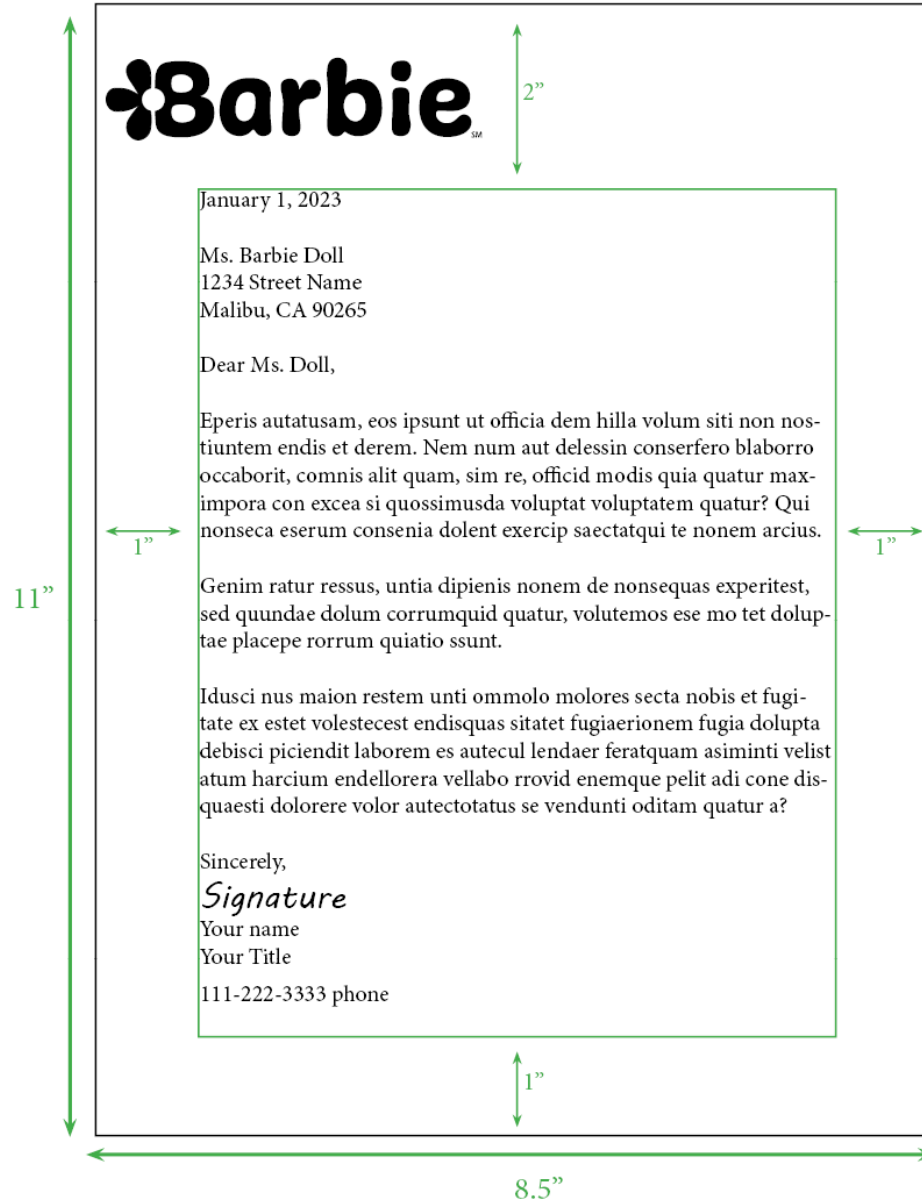 Barbie
SM
2”
January 1, 2023
Ms. Barbie Doll
1234 Street Name
Malibu, CA 90265
Dear Ms. Doll,
Eperis autatusam, eos ipsunt ut officia dem hilla volum siti non nos-
tiuntem endis et derem. Nem num aut delessin conserfero blaborro
occaborit, comnis alit quam, sim re, officid modis quia quatur max-
impora con excea si quossimusda voluptat voluptatem quatur? Qui
nonseca eserum consenia dolent exercip saectatqui te nonem arcius.
1”
1”
11”
Genim ratur ressus, untia dipienis nonem de nonsequas experitest,
sed quundae dolum corrumquid quatur, volutemos ese mo tet dolup-
tae placepe rorrum quiatio ssunt.
Idusci nus maion restem unti ommolo molores secta nobis et fugi-
tate ex estet volestecest endisquas sitatet fugiaerionem fugia dolupta
debisci piciendit laborem es autecul lendaer feratquam asiminti velist
atum harcium endellorera vellabo rrovid enemque pelit adi cone dis-
quaesti dolorere volor autectotatus se vendunti oditam quatur a?
Sincerely,
Signature
Your name
Your Title
111-222-3333 phone
1”
8.5”